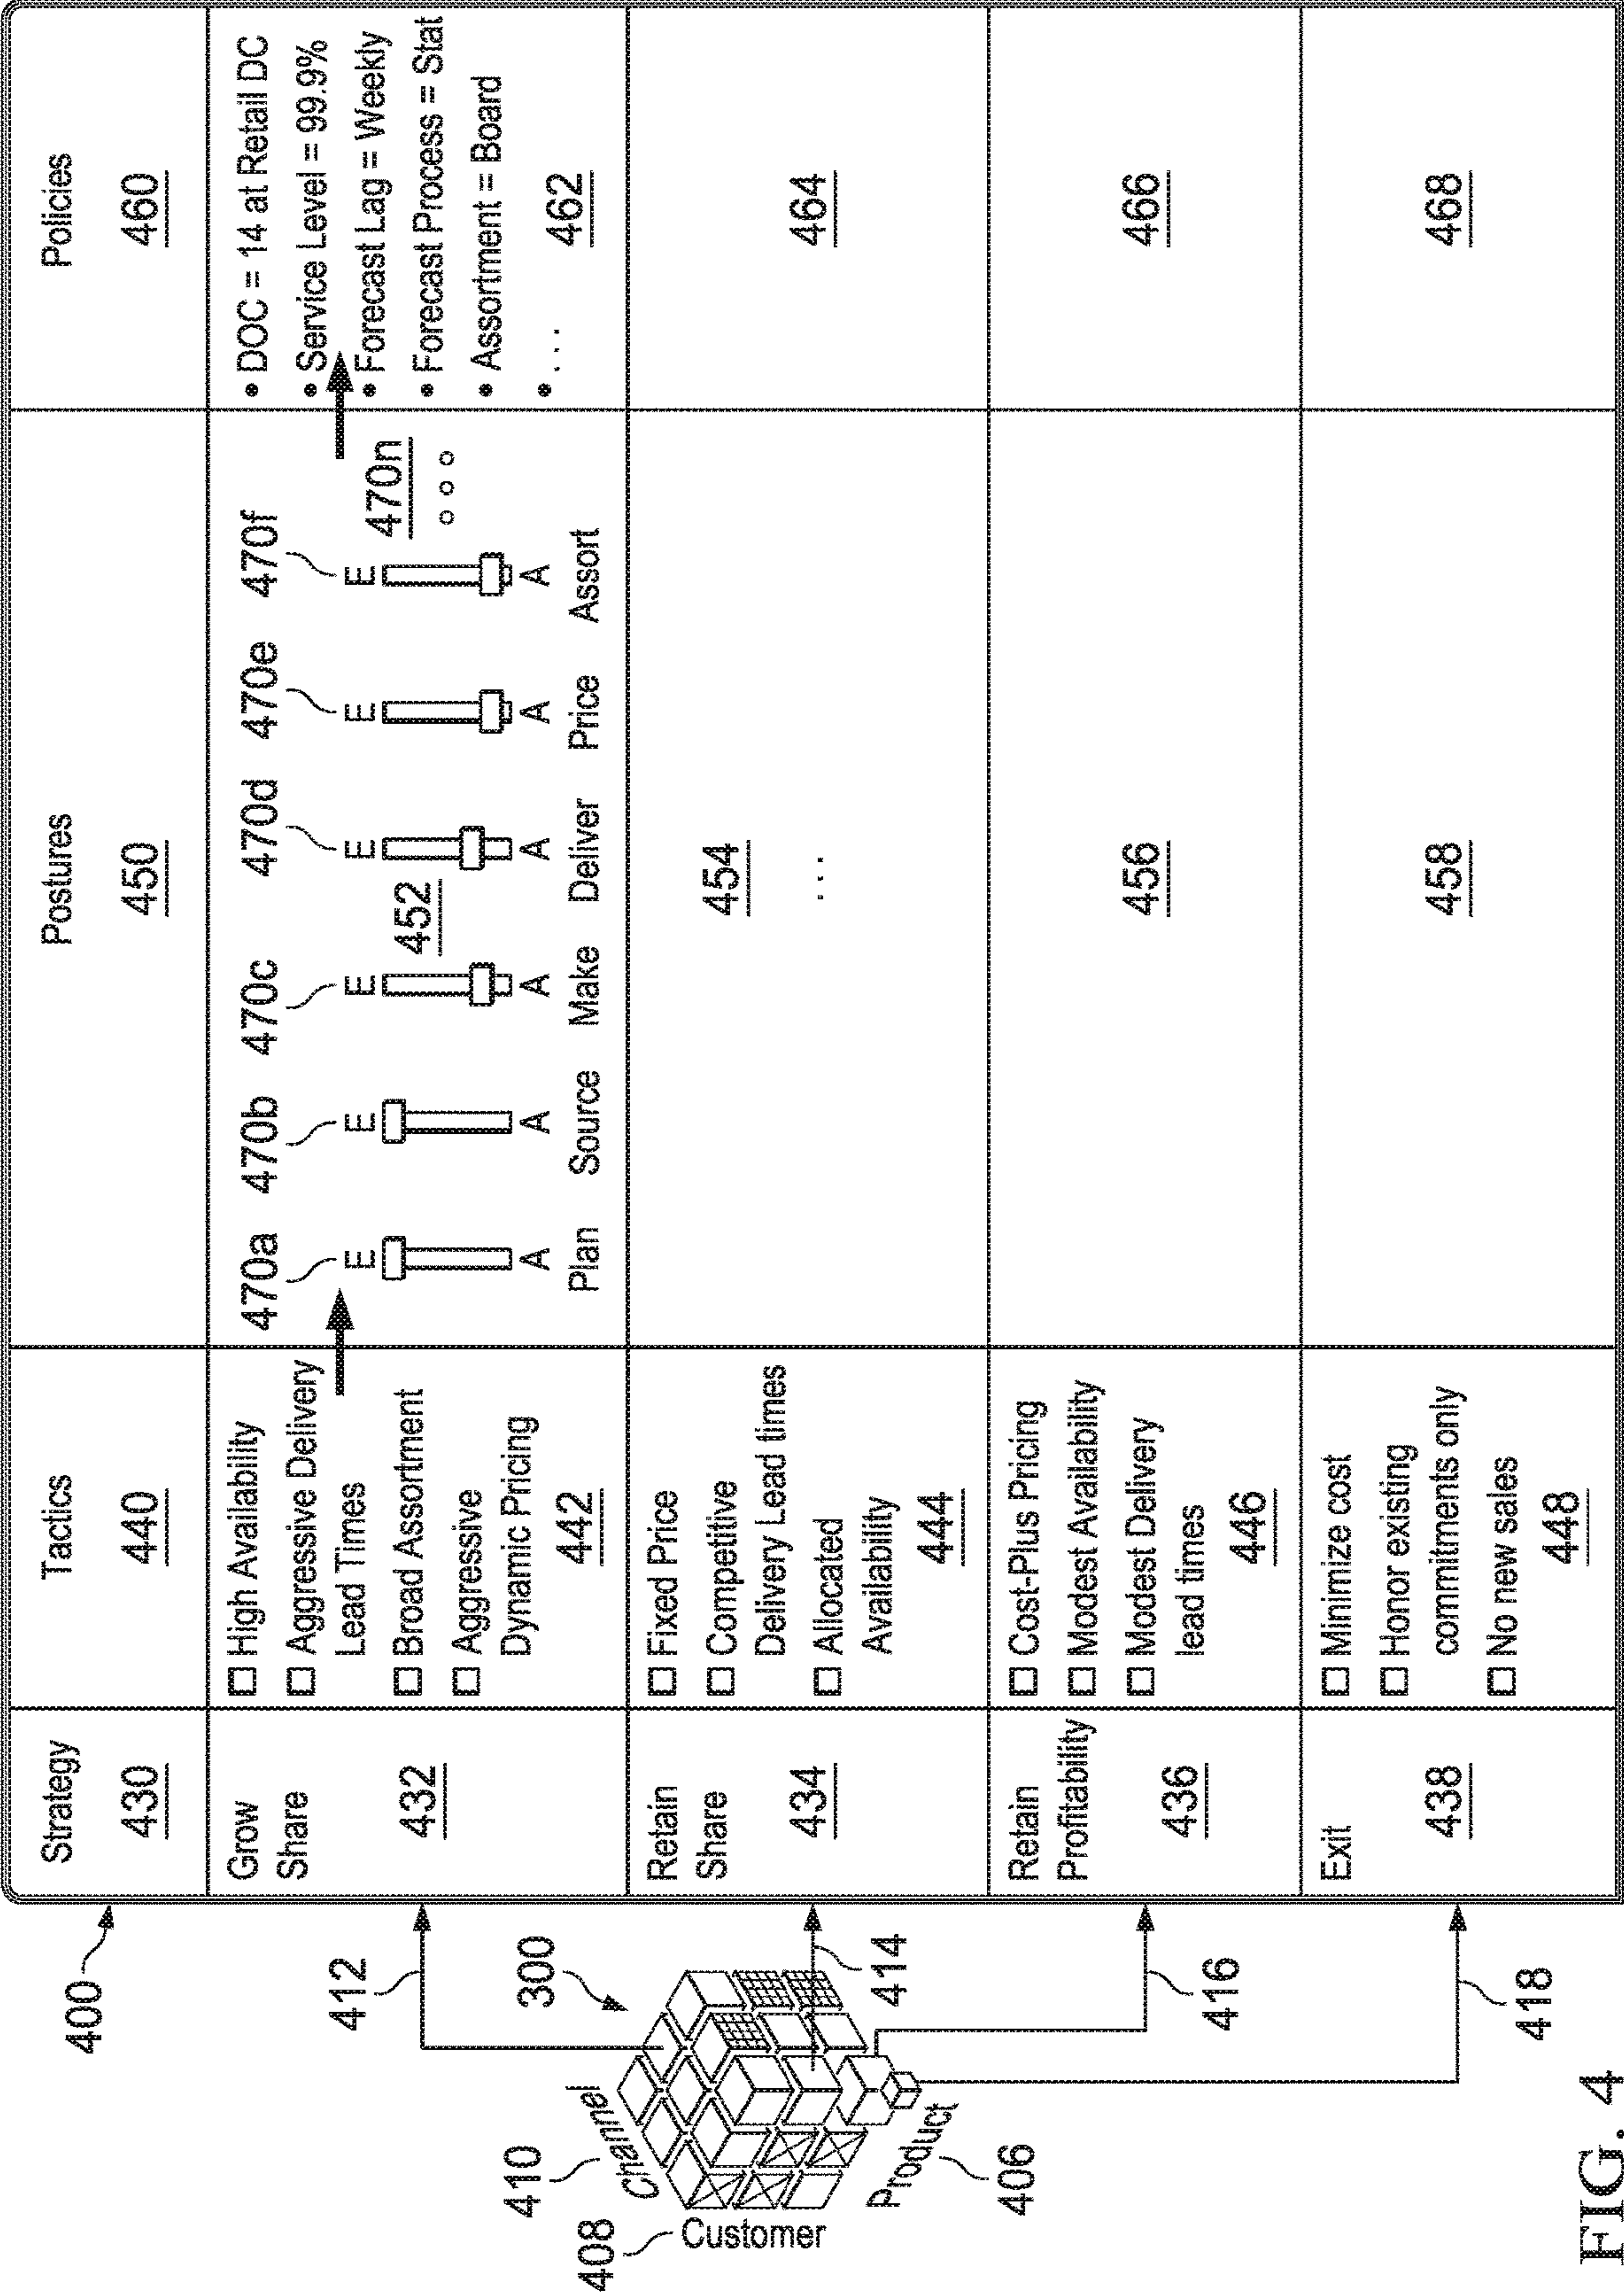 400
Strategy
430
Tactics
440
Postures
450
Policies
460
412
Grow
Share
432
High Availability
Aggressive Delivery
Lead Times
Broad Assortment
Aggressive
Dynamic Pricing
442
470a
470b
470c
470d
470e
470f
470n
E
E
E
E
E
E
452
A
A
A
A
A
A
Plan
Source
Make
Deliver
Price
Assort
• DOC = 14 at Retail DC
• Service Level = 99.9%
• Forecast Lag = Weekly
• Forecast Process = Stat
• Assortment = Board
• . . .
462
300
410
Channel
408
Customer
Product
406
414
Retain
Share
434
Fixed Price
Competitive
Delivery Lead times
Allocated
Availability
444
454
. . .
464
416
Retain
Profitability
436
Cost-Plus Pricing
Modest Availability
Modest Delivery
lead times
446
456
466
418
Exit
438
Minimize cost
Honor existing
commitments only
No new sales
448
458
468
FIG. 4